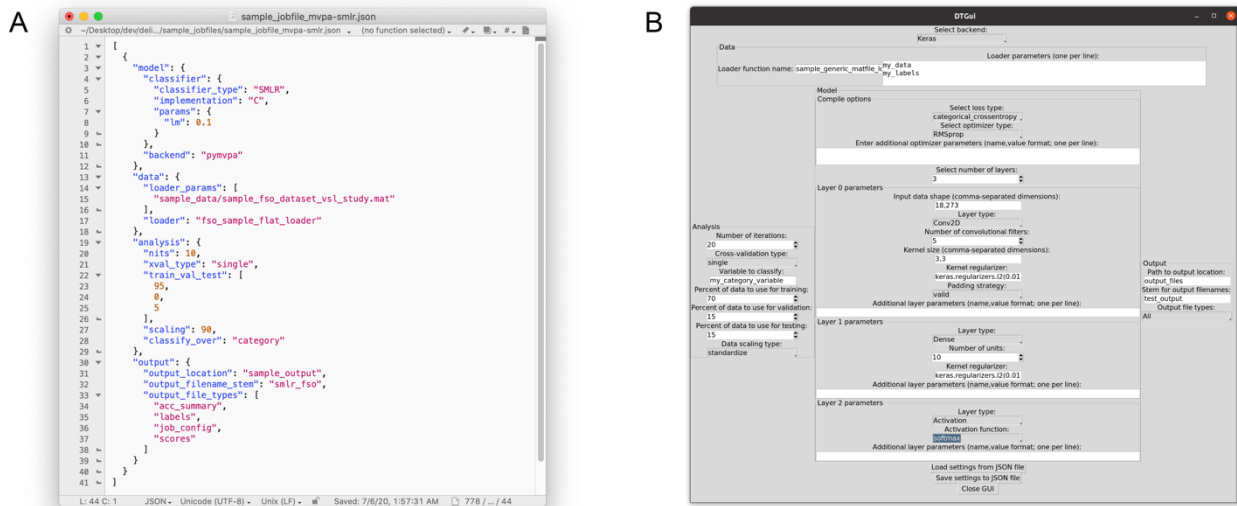 A
sample_jobfile_mvpa-smlr.json
~/Desktop/dev/deli.../sample_jobfiles/sample_jobfile_mvpa-smlr.json (no function selected)
1 [
2 {
3 "model": {
4 "classifier": {
5 "classifier_type": "SMLR",
6 "implementation": "C",
7 "params": {
8 "lm": 0.1
9 }
10 },
11 "backend": "pymvpa"
12 },
13 "data": {
14 "loader_params": [
15 "sample_data/sample_fso_dataset_vsl_study.mat"
16 ],
17 "loader": "fso_sample_flat_loader"
18 },
19 "analysis": {
20 "nits": 10,
21 "xval_type": "single",
22 "train_val_test": [
23 95,
24 0,
25 5
26 ],
27 "scaling": 90,
28 "classify_over": "category"
29 },
30 "output": {
31 "output_location": "sample_output",
32 "output_filename_stem": "smlr_fso",
33 "output_file_types": [
34 "acc_summary",
35 "labels",
36 "job_config",
37 "scores"
38 ]
39 }
40 }
41 ]
L: 44 C: 1 JSON Unicode (UTF-8) Unix (LF) Saved: 7/6/20, 1:57:31 AM 778 / ... / 44
B
DTGui
Select backend:
Keras
Data
Loader parameters (one per line):
Loader function name: sample_generic_matfile_lo
my_data
my_labels
Model
Compile options
Select loss type:
categorical_crossentropy
Select optimizer type:
RMSprop
Enter additional optimizer parameters (name,value format; one per line):
Select number of layers:
3
Layer 0 parameters
Input data shape (comma-separated dimensions):
18,273
Layer type:
Conv2D
Number of convolutional filters:
5
Kernel size (comma-separated dimensions):
3,3
Kernel regularizer:
keras.regularizers.l2(0.01
Padding strategy:
valid
Additional layer parameters (name,value format; one per line):
Layer 1 parameters
Layer type:
Dense
Number of units:
10
Kernel regularizer:
keras.regularizers.l2(0.01
Additional layer parameters (name,value format; one per line):
Layer 2 parameters
Layer type:
Activation
Activation function:
softmax
Additional layer parameters (name,value format; one per line):
Analysis
Number of iterations:
20
Cross-validation type:
single
Variable to classify:
my_category_variable
Percent of data to use for training:
70
Percent of data to use for validation:
15
Percent of data to use for testing:
15
Data scaling type:
standardize
Output
Path to output location:
output_files
Stem for output filenames:
test_output
Output file types:
All
Load settings from JSON file
Save settings to JSON file
Close GUI